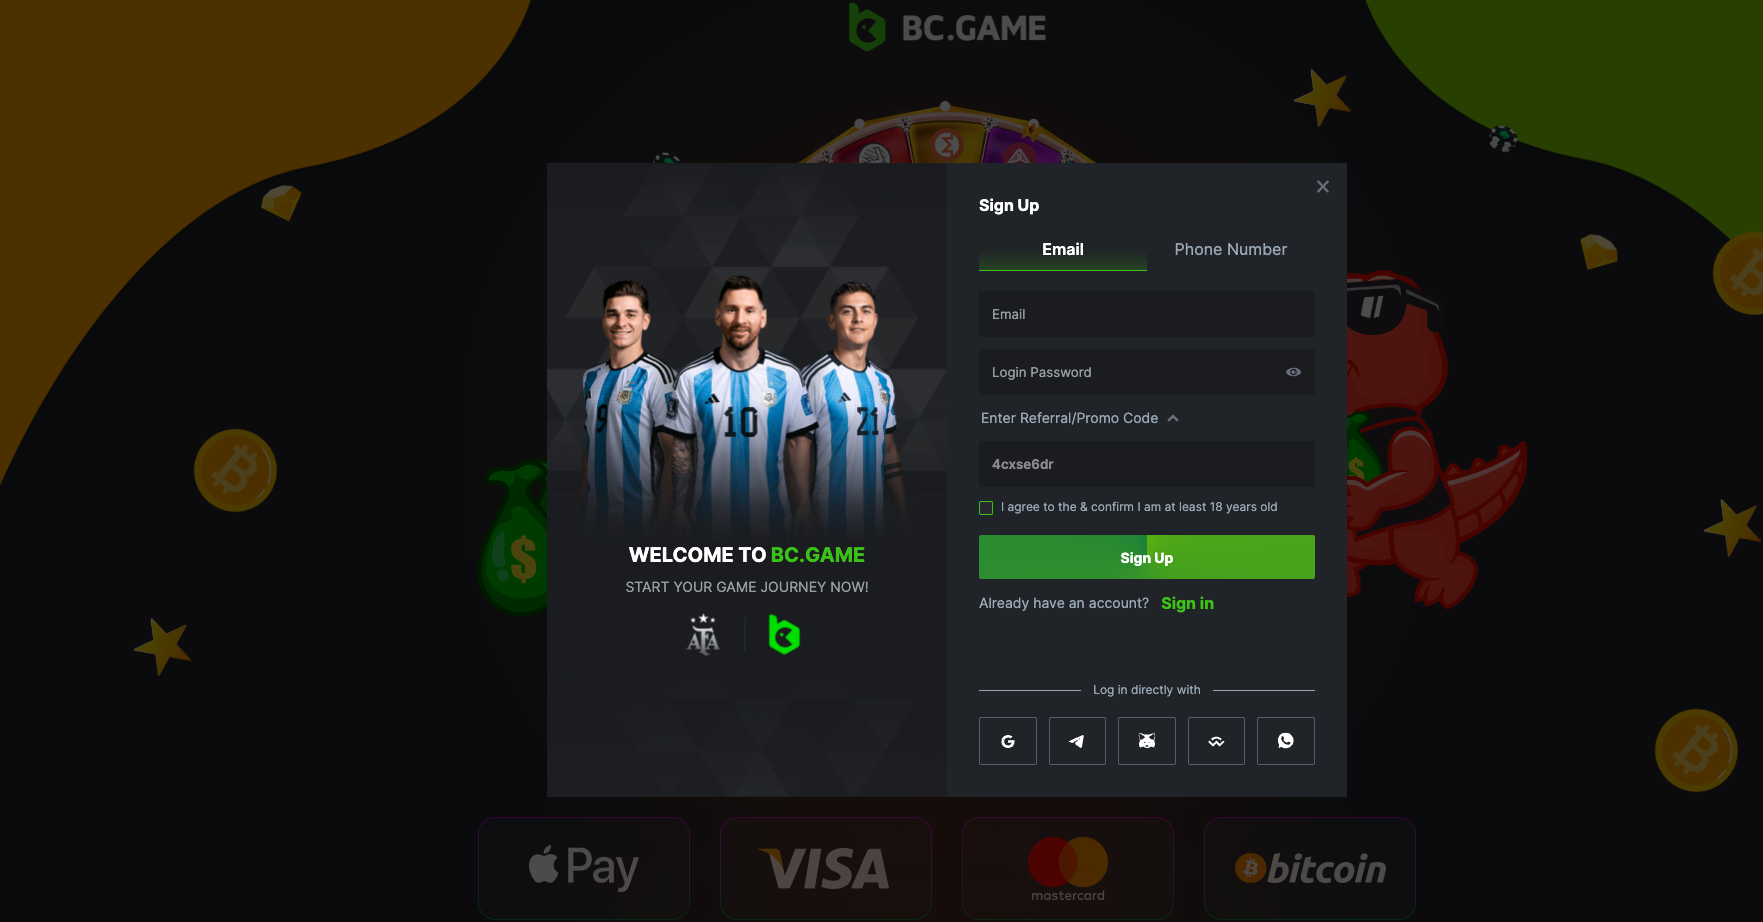 BC.GAME
Sign Up
Email
Phone Number
Email
Login Password
Enter Referral/Promo Code
4cxse6dr
I agree to the & confirm I am at least 18 years old
Sign Up
Already have an account? Sign in
Log in directly with
G
9
10
21
WELCOME TO BC.GAME
START YOUR GAME JOURNEY NOW!
AFA
$
$
Pay
VISA
mastercard
bitcoin